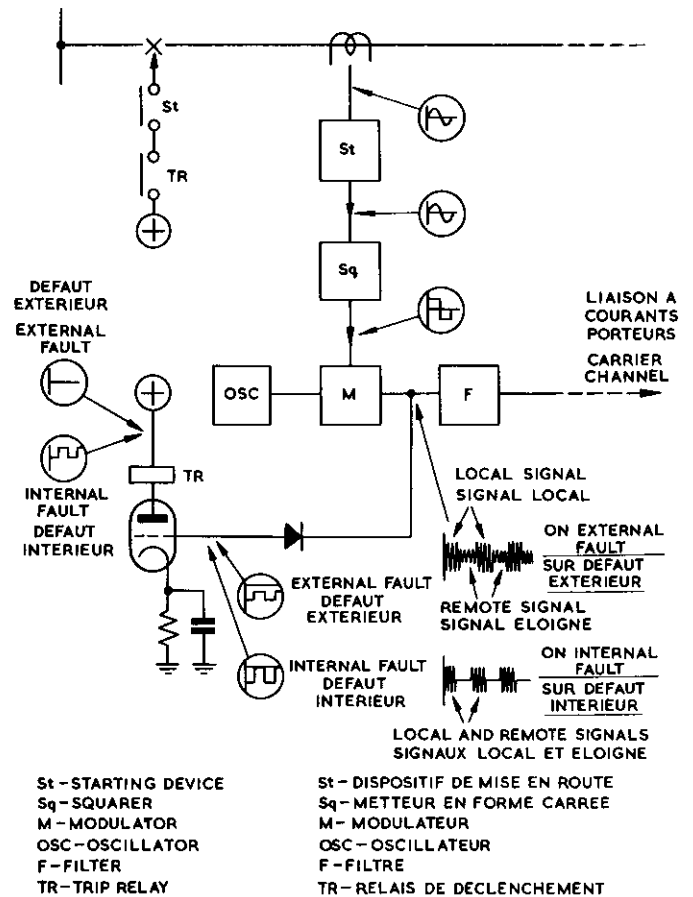 St
TR
St
Sq
DEFAUT
EXTERIEUR
EXTERNAL
FAULT
LIAISON A
COURANTS
PORTEURS
CARRIER
CHANNEL
OSC
M
F
TR
INTERNAL
FAULT
DEFAUT
INTERIEUR
LOCAL SIGNAL
SIGNAL LOCAL
ON EXTERNAL
FAULT
SUR DEFAUT
EXTERIEUR
REMOTE SIGNAL
SIGNAL ELOIGNE
EXTERNAL FAULT
DEFAUT
EXTERIEUR
INTERNAL FAULT
DEFAUT
INTERIEUR
ON INTERNAL
FAULT
SUR DEFAUT
INTERIEUR
LOCAL AND REMOTE SIGNALS
SIGNAUX LOCAL ET ELOIGNE
St-STARTING DEVICE
Sq-SQUARER
M-MODULATOR
OSC-OSCILLATOR
F-FILTER
TR-TRIP RELAY
St-DISPOSITIF DE MISE EN ROUTE
Sq-METTEUR EN FORME CARREE
M-MODULATEUR
OSC-OSCILLATEUR
F-FILTRE
TR-RELAIS DE DECLENCHEMENT